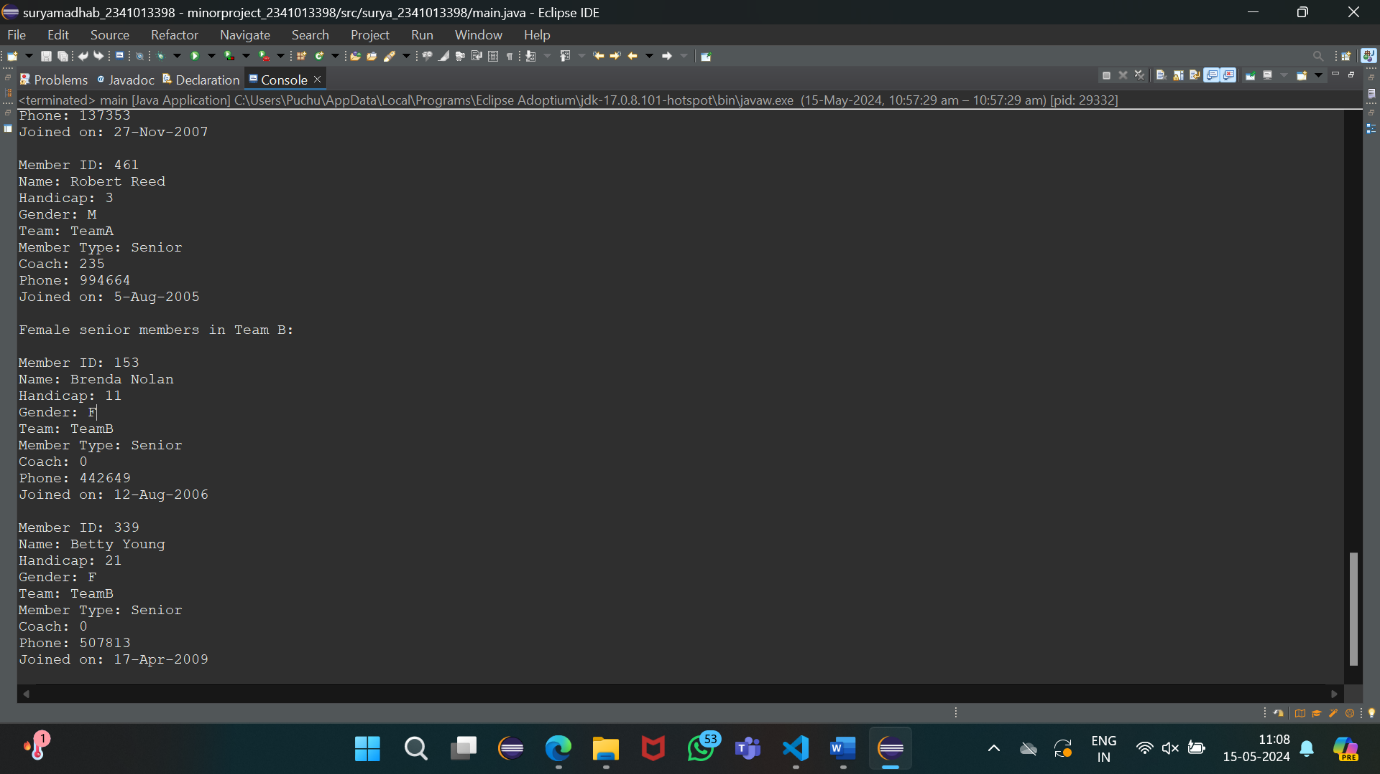 suryamadhab_2341013398 - minorproject_2341013398/src/surya_2341013398/main.java - Eclipse IDE
File Edit Source Refactor Navigate Search Project Run Window Help
Problems Javadoc Declaration Console
<terminated> main [Java Application] C:\Users\Puchu\AppData\Local\Programs\Eclipse Adoptium\jdk-17.0.8.101-hotspot\bin\javaw.exe (15-May-2024, 10:57:29 am – 10:57:29 am) [pid: 29332]
Phone: 137353
Joined on: 27-Nov-2007
Member ID: 461
Name: Robert Reed
Handicap: 3
Gender: M
Team: TeamA
Member Type: Senior
Coach: 235
Phone: 994664
Joined on: 5-Aug-2005
Female senior members in Team B:
Member ID: 153
Name: Brenda Nolan
Handicap: 11
Gender: F
Team: TeamB
Member Type: Senior
Coach: 0
Phone: 442649
Joined on: 12-Aug-2006
Member ID: 339
Name: Betty Young
Handicap: 21
Gender: F
Team: TeamB
Member Type: Senior
Coach: 0
Phone: 507813
Joined on: 17-Apr-2009
1
53
ENG
IN
11:08
15-05-2024
PRE